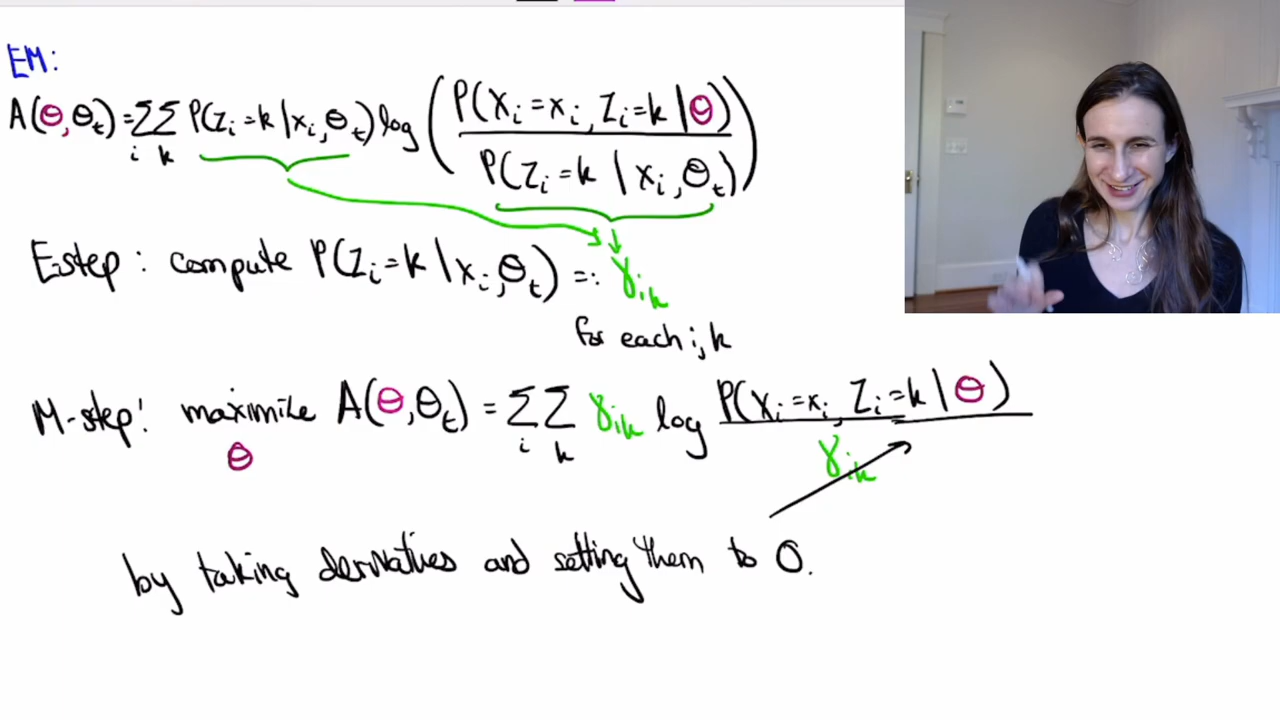 EM:
A(θ,θₜ)=∑ᵢ∑ₖ P(Zᵢ=k|xᵢ,θₜ) log ( P(Xᵢ=xᵢ, Zᵢ=k|θ) / P(Zᵢ=k|xᵢ,θₜ) )
E-step: compute P(Zᵢ=k|xᵢ,θₜ) =: γᵢₖ
for each i,k
M-step: maximize A(θ,θₜ) = ∑ᵢ∑ₖ γᵢₖ log P(Xᵢ=xᵢ, Zᵢ=k|θ) / γᵢₖ
θ
by taking derivatives and setting them to 0.